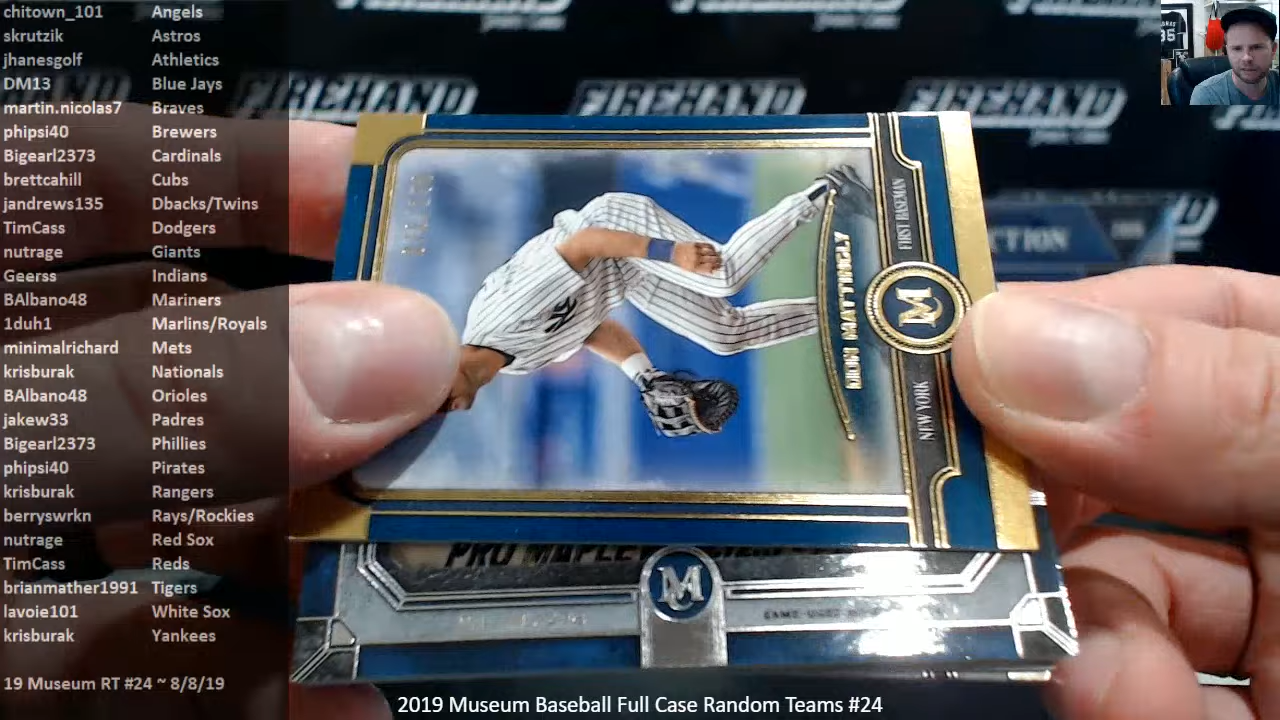 chitown_101 Angels
skrutzik Astros
jhanesgolf Athletics
DM13 Blue Jays
martin.nicolas7 Braves
phipsi40 Brewers
Bigearl2373 Cardinals
brettcahill Cubs
jandrews135 Dbacks/Twins
TimCass Dodgers
nutrage Giants
Geerss Indians
BAlbano48 Mariners
1duh1 Marlins/Royals
minimalrichard Mets
krisburak Nationals
BAlbano48 Orioles
jakew33 Padres
Bigearl2373 Phillies
phipsi40 Pirates
krisburak Rangers
berryswrkn Rays/Rockies
nutrage Red Sox
TimCass Reds
brianmather1991 Tigers
lavoie101 White Sox
krisburak Yankees
19 Museum RT #24 ~ 8/8/19
FIREHAND FIREHAND FIREHAND
FIRST BASEMAN
DON MATTINGLY
M
NEW YORK
PRO MAPLE
M
2019 Museum Baseball Full Case Random Teams #24